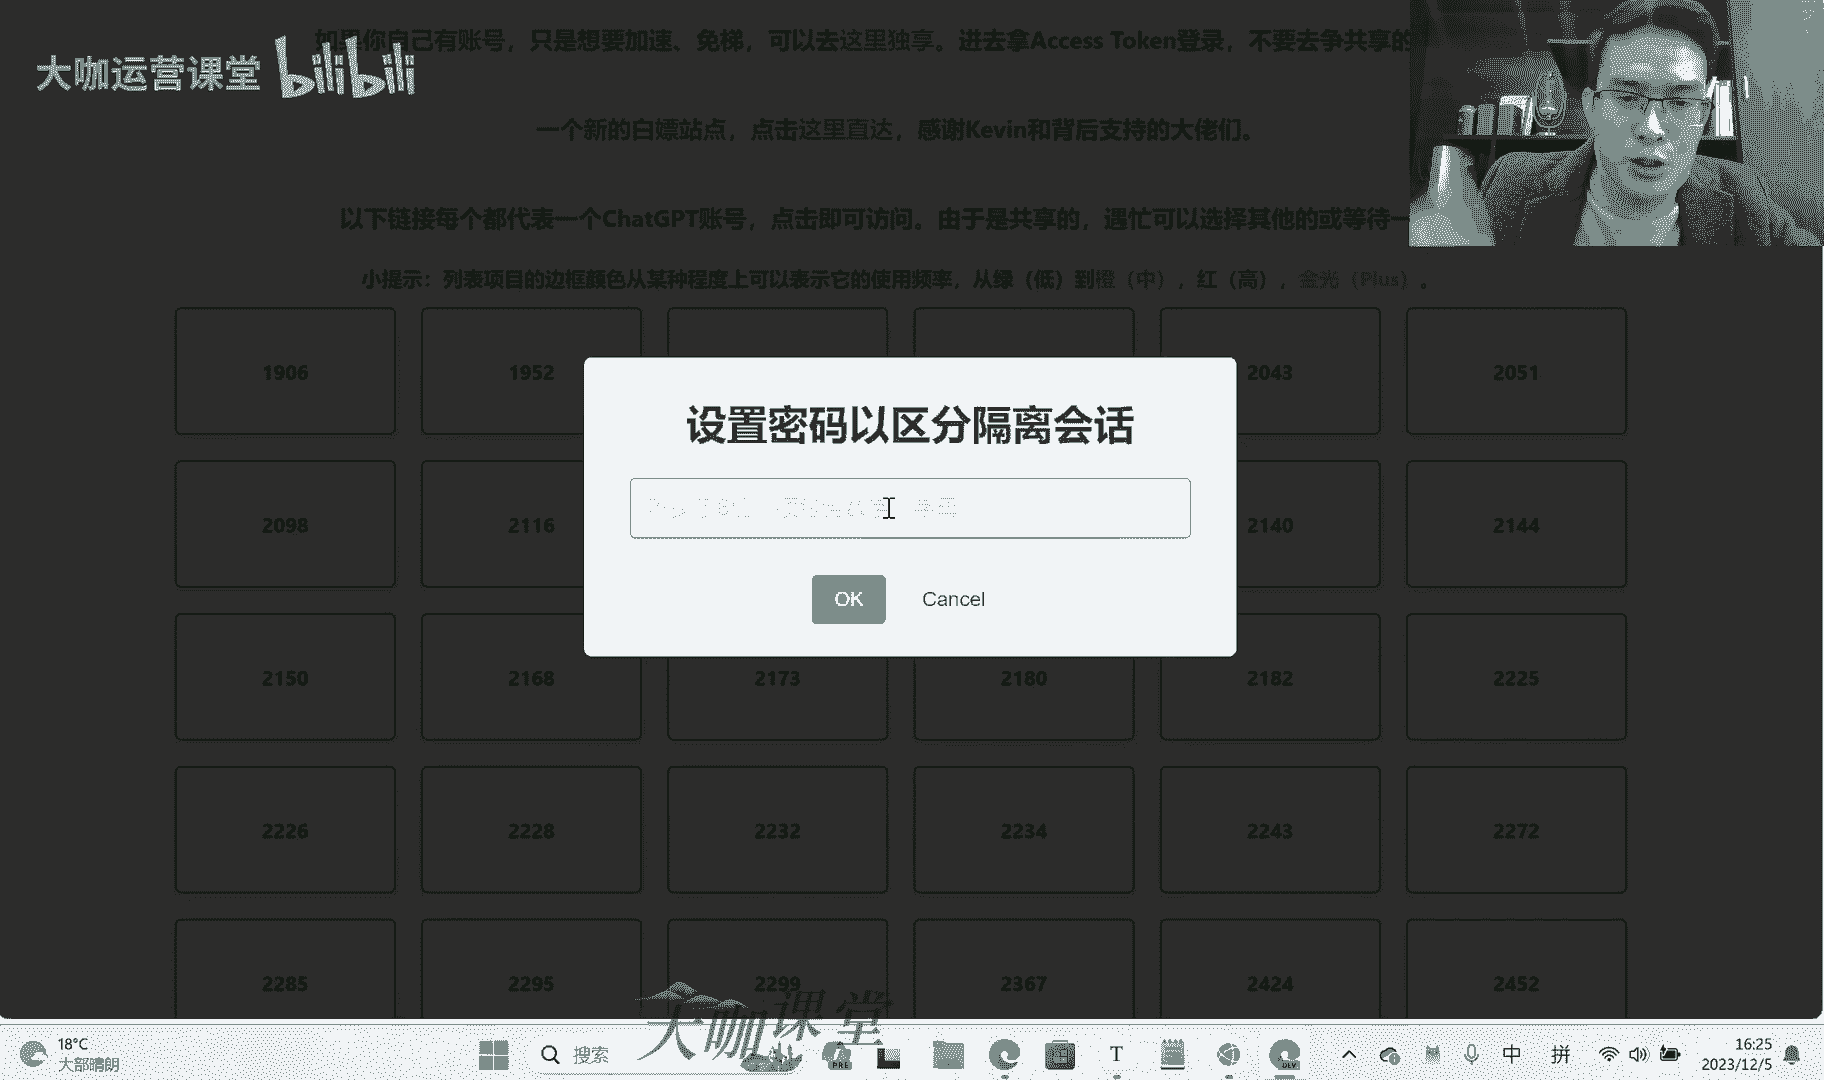 如果你自己有账号，只是想要加速、免梯，可以去这里独享。进去拿Access Token登录，不要去争共享的
大咖运营课堂 bilibili
一个新的白嫖站点，点击这里直达，感谢Kevin和背后支持的大佬们。
以下链接每个都代表一个ChatGPT账号，点击即可访问。由于是共享的，遇忙可以选择其他的或等待一
小提示：列表项目的边框颜色从某种程度上可以表示它的使用频率，从绿（低）到橙（中），红（高），金光（Plus）。
1906 1952 2043 2051
设置密码以区分隔离会话
2098 2116 2140 2144
OK Cancel
2150 2168 2173 2180 2182 2225
2226 2228 2232 2234 2243 2272
2285 2295 2299 2367 2424 2452
大咖课堂
18°C
大部晴朗
搜索
PRE
T
DEV
中
拼
16:25
2023/12/5